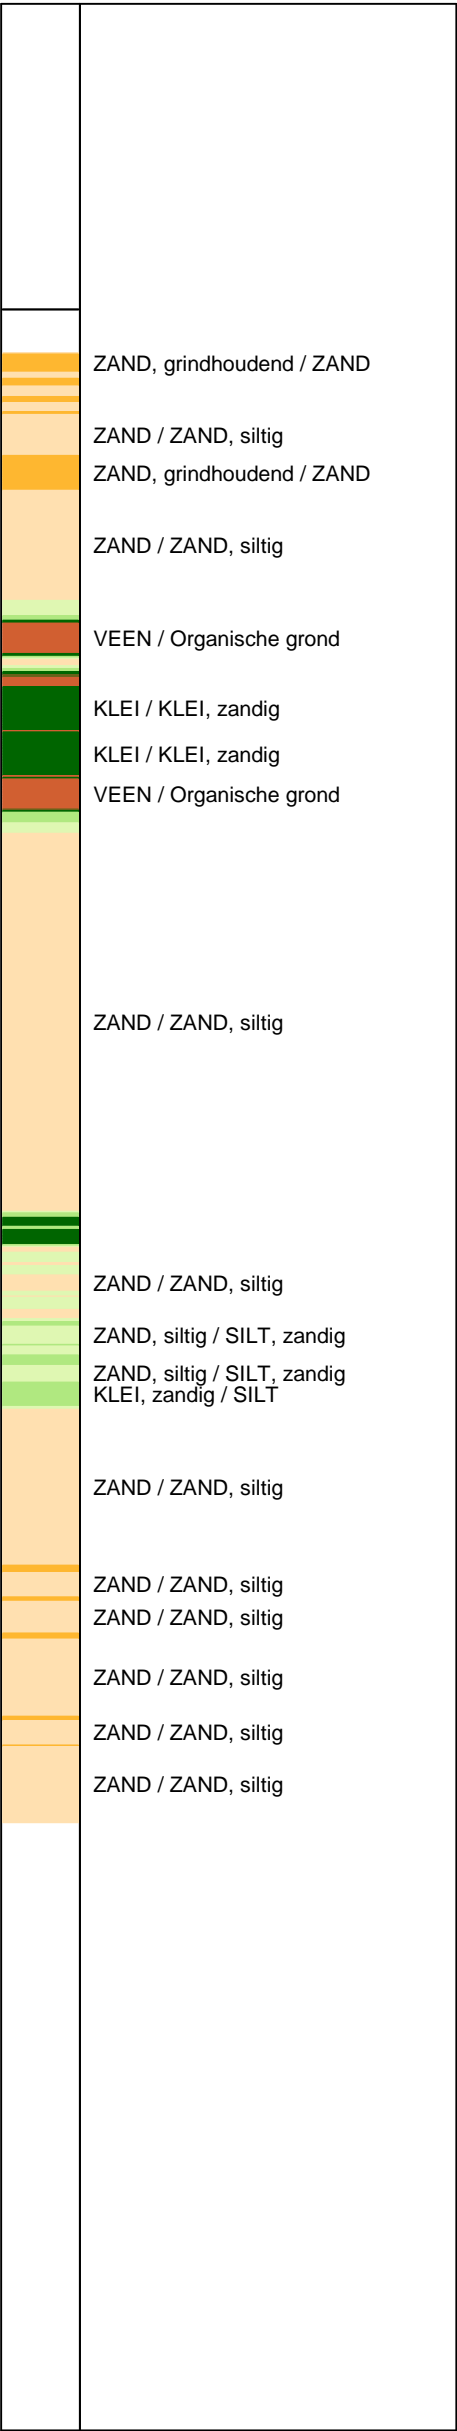 ZAND, grindhoudend / ZAND
ZAND / ZAND, siltig
ZAND, grindhoudend / ZAND
ZAND / ZAND, siltig
VEEN / Organische grond
KLEI / KLEI, zandig
KLEI / KLEI, zandig
VEEN / Organische grond
ZAND / ZAND, siltig
ZAND / ZAND, siltig
ZAND, siltig / SILT, zandig
ZAND, siltig / SILT, zandig
KLEI, zandig / SILT
ZAND / ZAND, siltig
ZAND / ZAND, siltig
ZAND / ZAND, siltig
ZAND / ZAND, siltig
ZAND / ZAND, siltig
ZAND / ZAND, siltig